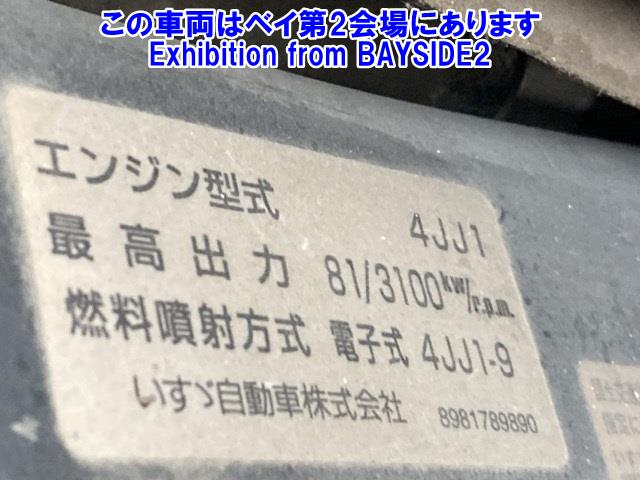 この車両はベイ第2会場にあります
Exhibition from BAYSIDE2
エンジン型式 4JJ1
最高出力 81/3100kW/r.p.m.
燃料噴射方式 電子式 4JJ1-9
いすゞ自動車株式会社 8981789890